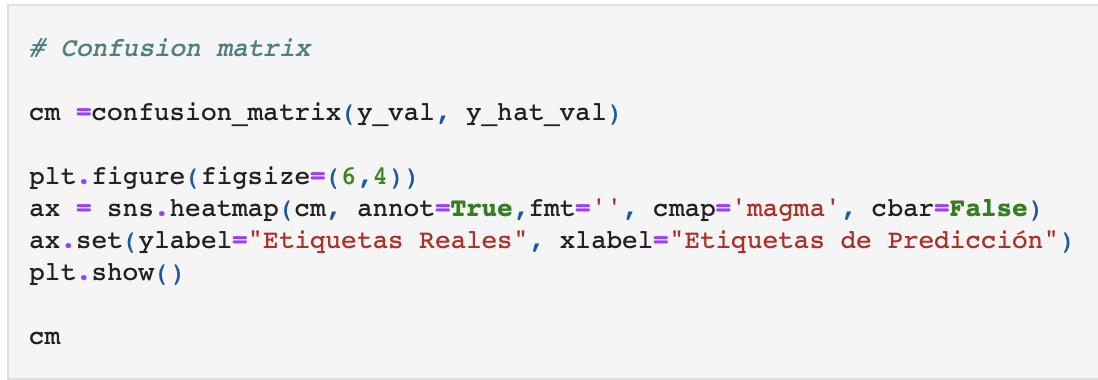 # Confusion matrix
cm =confusion_matrix(y_val, y_hat_val)
plt.figure(figsize=(6,4))
ax = sns.heatmap(cm, annot=True,fmt='', cmap='magma', cbar=False)
ax.set(ylabel="Etiquetas Reales", xlabel="Etiquetas de Predicción")
plt.show()
cm